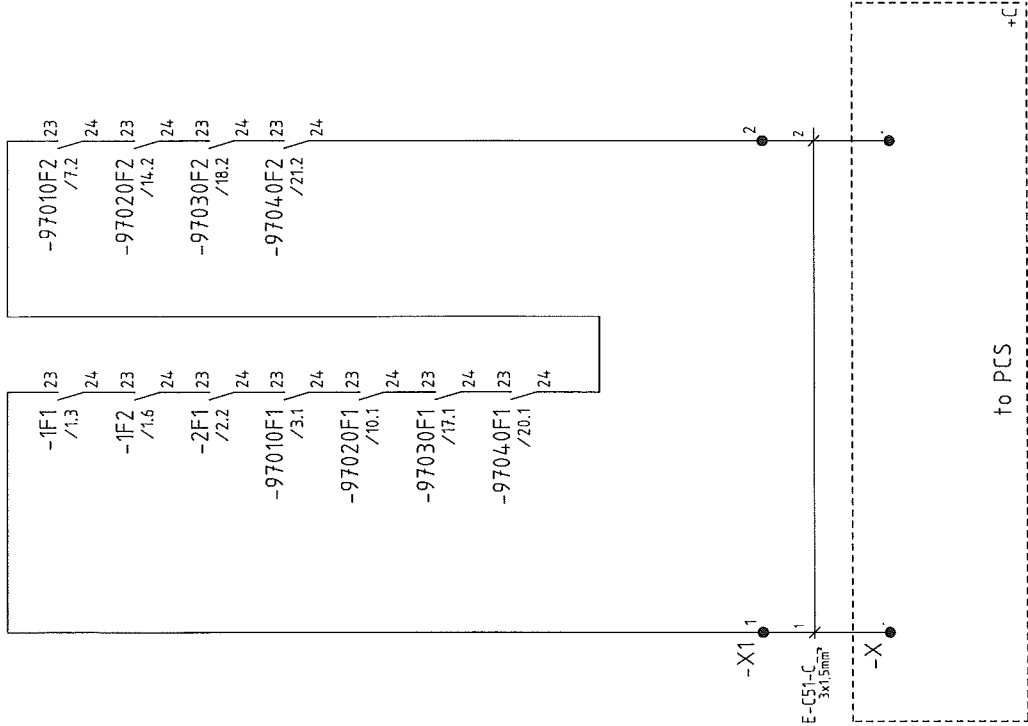 -1F1
/1.3
23
24
-1F2
/1.6
23
24
-2F1
/2.2
23
24
-97010F1
/3.1
23
24
-97020F1
/10.1
23
24
-97030F1
/17.1
23
24
-97040F1
/20.1
23
24
-97010F2
/7.2
23
24
-97020F2
/14.2
23
24
-97030F2
/18.2
23
24
-97040F2
/21.2
23
24
-X1
1
2
E-C51-C__
3x1,5mm²
1
2
-X
.
.
to PCS
+C